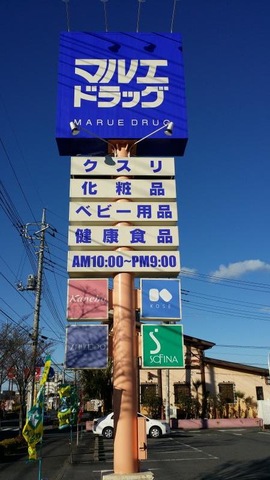 マルエ
ドラッグ
MARUE DRUG
クスリ
化粧品
ベビー用品
健康食品
AM10:00~PM9:00
Kanebo
KOSÉ
SOFINA